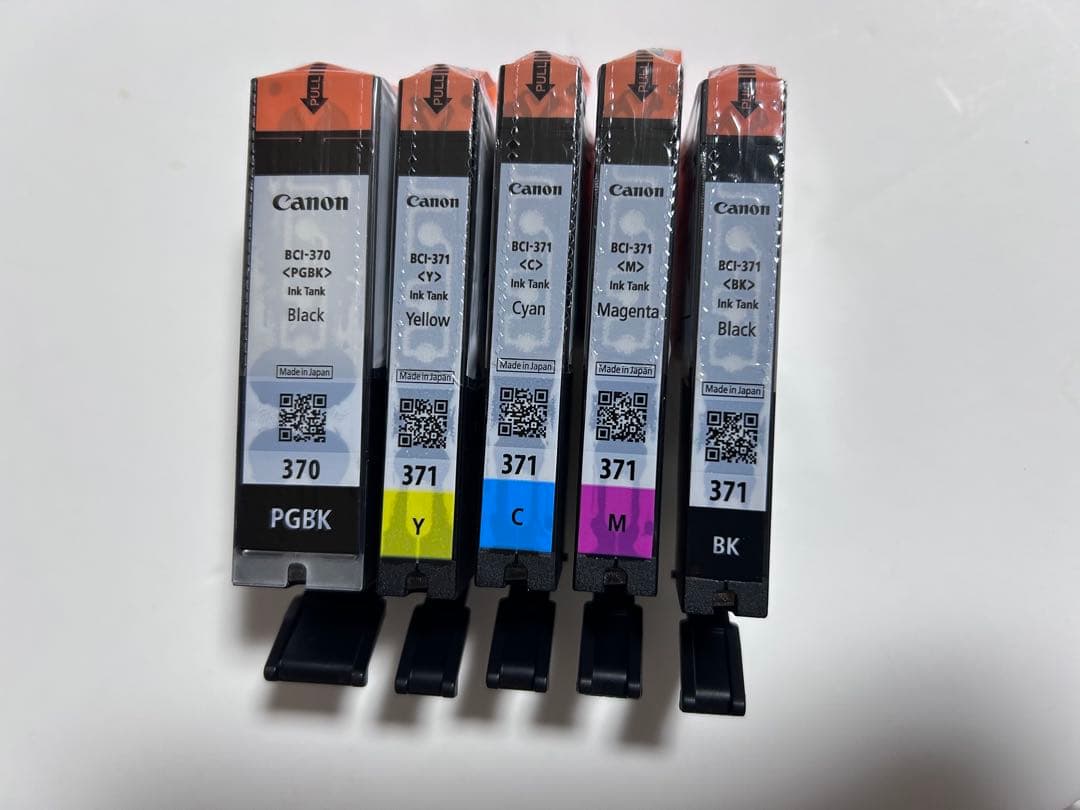 PULL
Canon
BCI-370
<PGBK>
Ink Tank
Black
Made in Japan
370
PGBK
PULL
Canon
BCI-371
<Y>
Ink Tank
Yellow
Made in Japan
371
Y
PULL
Canon
BCI-371
<C>
Ink Tank
Cyan
Made in Japan
371
C
PULL
Canon
BCI-371
<M>
Ink Tank
Magenta
Made in Japan
371
M
PULL
Canon
BCI-371
<BK>
Ink Tank
Black
Made in Japan
371
BK